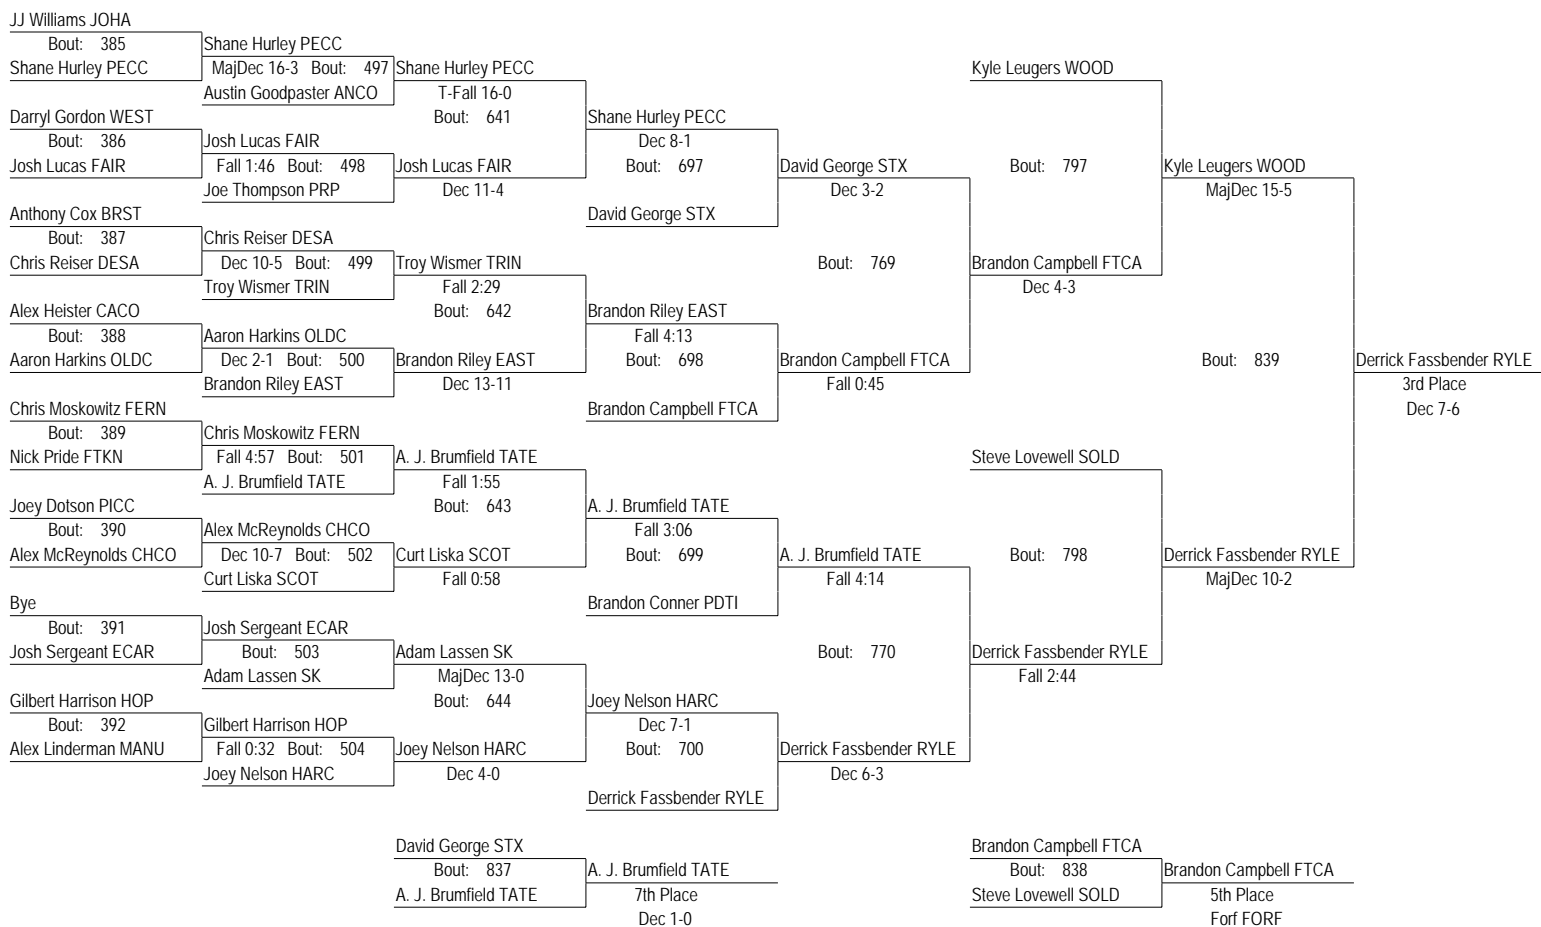 JJ Williams JOHA
Bout: 385 Shane Hurley PECC
Shane Hurley PECC MajDec 16-3 Bout: 497 Shane Hurley PECC Kyle Leugers WOOD
Austin Goodpaster ANCO T-Fall 16-0
Darryl Gordon WEST Bout: 641 Shane Hurley PECC
Bout: 386 Josh Lucas FAIR Dec 8-1
Josh Lucas FAIR Fall 1:46 Bout: 498 Josh Lucas FAIR Bout: 697 David George STX Bout: 797 Kyle Leugers WOOD
Joe Thompson PRP Dec 11-4 Dec 3-2 MajDec 15-5
Anthony Cox BRST David George STX
Bout: 387 Chris Reiser DESA
Chris Reiser DESA Dec 10-5 Bout: 499 Troy Wismer TRIN Bout: 769 Brandon Campbell FTCA
Troy Wismer TRIN Fall 2:29 Dec 4-3
Alex Heister CACO Bout: 642 Brandon Riley EAST
Bout: 388 Aaron Harkins OLDC Fall 4:13
Aaron Harkins OLDC Dec 2-1 Bout: 500 Brandon Riley EAST Bout: 698 Brandon Campbell FTCA Bout: 839 Derrick Fassbender RYLE
Brandon Riley EAST Dec 13-11 Fall 0:45 3rd Place
Chris Moskowitz FERN Brandon Campbell FTCA Dec 7-6
Bout: 389 Chris Moskowitz FERN
Nick Pride FTKN Fall 4:57 Bout: 501 A. J. Brumfield TATE Steve Lovewell SOLD
A. J. Brumfield TATE Fall 1:55
Joey Dotson PICC Bout: 643 A. J. Brumfield TATE
Bout: 390 Alex McReynolds CHCO Fall 3:06
Alex McReynolds CHCO Dec 10-7 Bout: 502 Curt Liska SCOT Bout: 699 A. J. Brumfield TATE Bout: 798 Derrick Fassbender RYLE
Curt Liska SCOT Fall 0:58 Fall 4:14 MajDec 10-2
Bye Brandon Conner PDTI
Bout: 391 Josh Sergeant ECAR
Josh Sergeant ECAR Bout: 503 Adam Lassen SK Bout: 770 Derrick Fassbender RYLE
Adam Lassen SK MajDec 13-0 Fall 2:44
Gilbert Harrison HOP Bout: 644 Joey Nelson HARC
Bout: 392 Gilbert Harrison HOP Dec 7-1
Alex Linderman MANU Fall 0:32 Bout: 504 Joey Nelson HARC Bout: 700 Derrick Fassbender RYLE
Joey Nelson HARC Dec 4-0 Dec 6-3
Derrick Fassbender RYLE
David George STX Brandon Campbell FTCA
Bout: 837 A. J. Brumfield TATE Bout: 838 Brandon Campbell FTCA
A. J. Brumfield TATE 7th Place Steve Lovewell SOLD 5th Place
Dec 1-0 Forf FORF